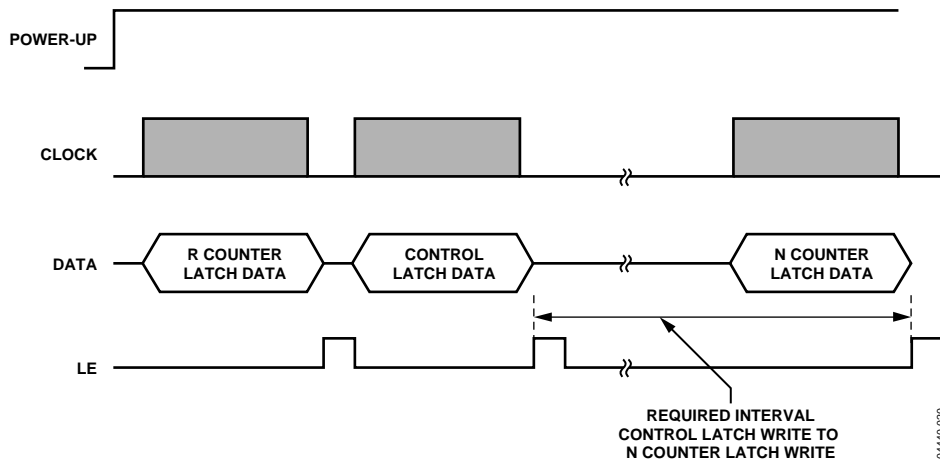 POWER-UP
CLOCK
R COUNTER
LATCH DATA
CONTROL
LATCH DATA
N COUNTER
LATCH DATA
DATA
LE
REQUIRED INTERVAL
CONTROL LATCH WRITE TO
N COUNTER LATCH WRITE